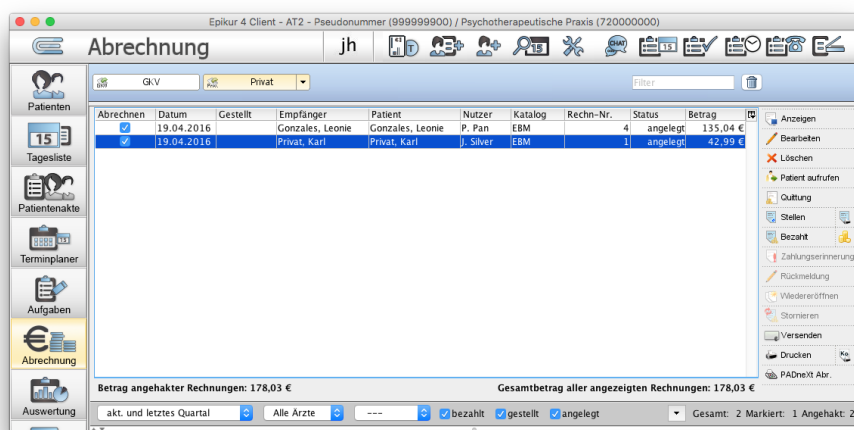 Epikur 4 Client - AT2 - Pseudonummer (999999900) / Psychotherapeutische Praxis (720000000)
Abrechnung jh
Patienten
15
Tagesliste
Patientenakte
Terminplaner
Aufgaben
Abrechnung
Auswertung
GKV Privat Filter
Abrechnen Datum Gestellt Empfänger Patient Nutzer Katalog Rechn-Nr. Status Betrag
19.04.2016 Gonzales, Leonie Gonzales, Leonie P. Pan EBM 4 angelegt 135,04 €
19.04.2016 Privat, Karl Privat, Karl J. Silver EBM 1 angelegt 42,99 €
Betrag angehakter Rechnungen: 178,03 € Gesamtbetrag aller angezeigten Rechnungen: 178,03 €
akt. und letztes Quartal Alle Ärzte --- bezahlt gestellt angelegt Gesamt: 2 Markiert: 1 Angehakt: 2
Anzeigen
Bearbeiten
Löschen
Patient aufrufen
Quittung
Stellen
Bezahlt
Zahlungserinnerung
Rückmeldung
Wiedereröffnen
Stornieren
Versenden
Drucken Ko.
PADneXt Abr.